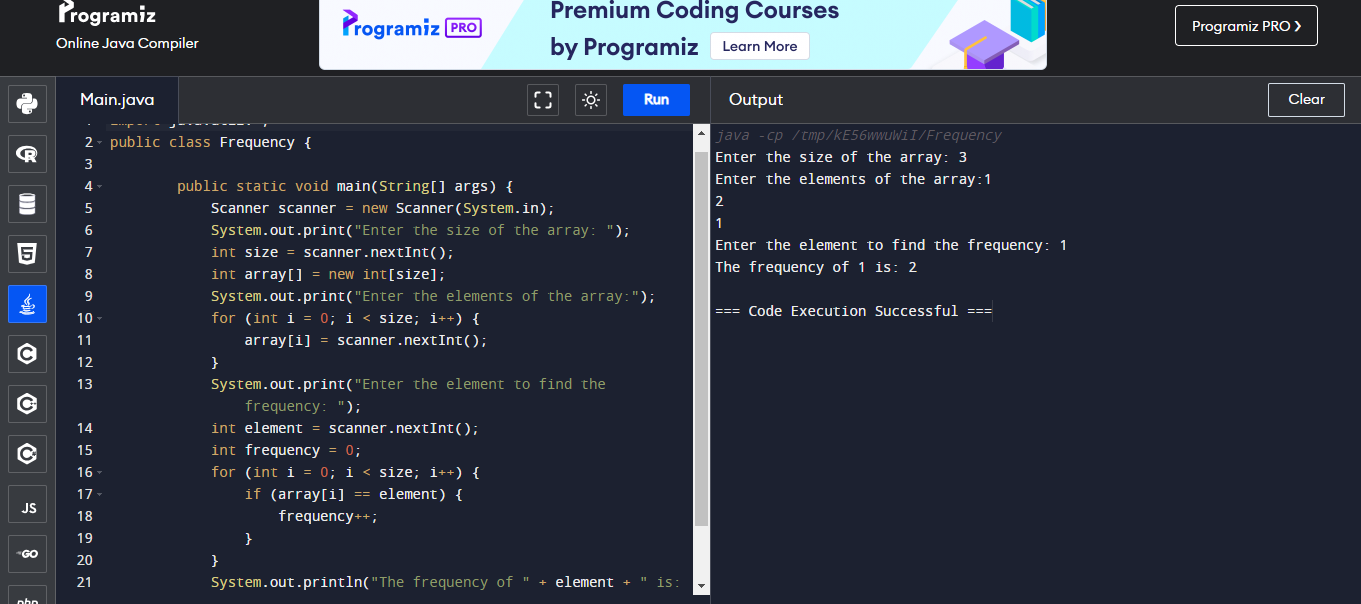 Programiz
Online Java Compiler
Programiz PRO
Premium Coding Courses
by Programiz
Learn More
Programiz PRO ❯
Main.java
Run
Output
Clear
2 public class Frequency {
3
4 public static void main(String[] args) {
5 Scanner scanner = new Scanner(System.in);
6 System.out.print("Enter the size of the array: ");
7 int size = scanner.nextInt();
8 int array[] = new int[size];
9 System.out.print("Enter the elements of the array:");
10 for (int i = 0; i < size; i++) {
11 array[i] = scanner.nextInt();
12 }
13 System.out.print("Enter the element to find the
frequency: ");
14 int element = scanner.nextInt();
15 int frequency = 0;
16 for (int i = 0; i < size; i++) {
17 if (array[i] == element) {
18 frequency++;
19 }
20 }
21 System.out.println("The frequency of " + element + " is:
java -cp /tmp/kE56wwuWiI/Frequency
Enter the size of the array: 3
Enter the elements of the array:1
2
1
Enter the element to find the frequency: 1
The frequency of 1 is: 2
=== Code Execution Successful ===
R
5
C
C
C
JS
GO
php